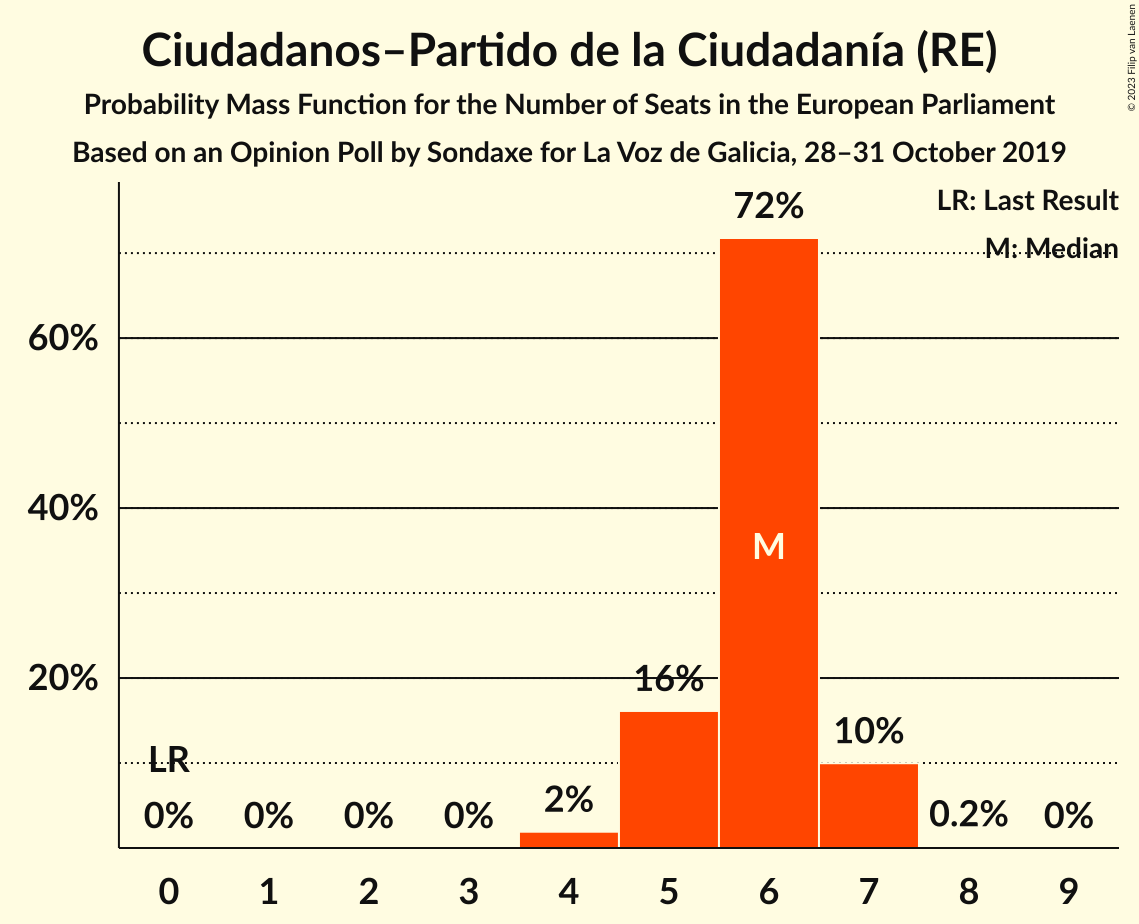 Ciudadanos–Partido de la Ciudadanía (RE)
Probability Mass Function for the Number of Seats in the European Parliament
Based on an Opinion Poll by Sondaxe for La Voz de Galicia, 28–31 October 2019
© 2023 Filip van Laenen
LR: Last Result
M: Median
72%
60%
40%
M
20%
16%
10%
LR
2%
0% 0% 0% 0% 0.2% 0%
0 1 2 3 4 5 6 7 8 9